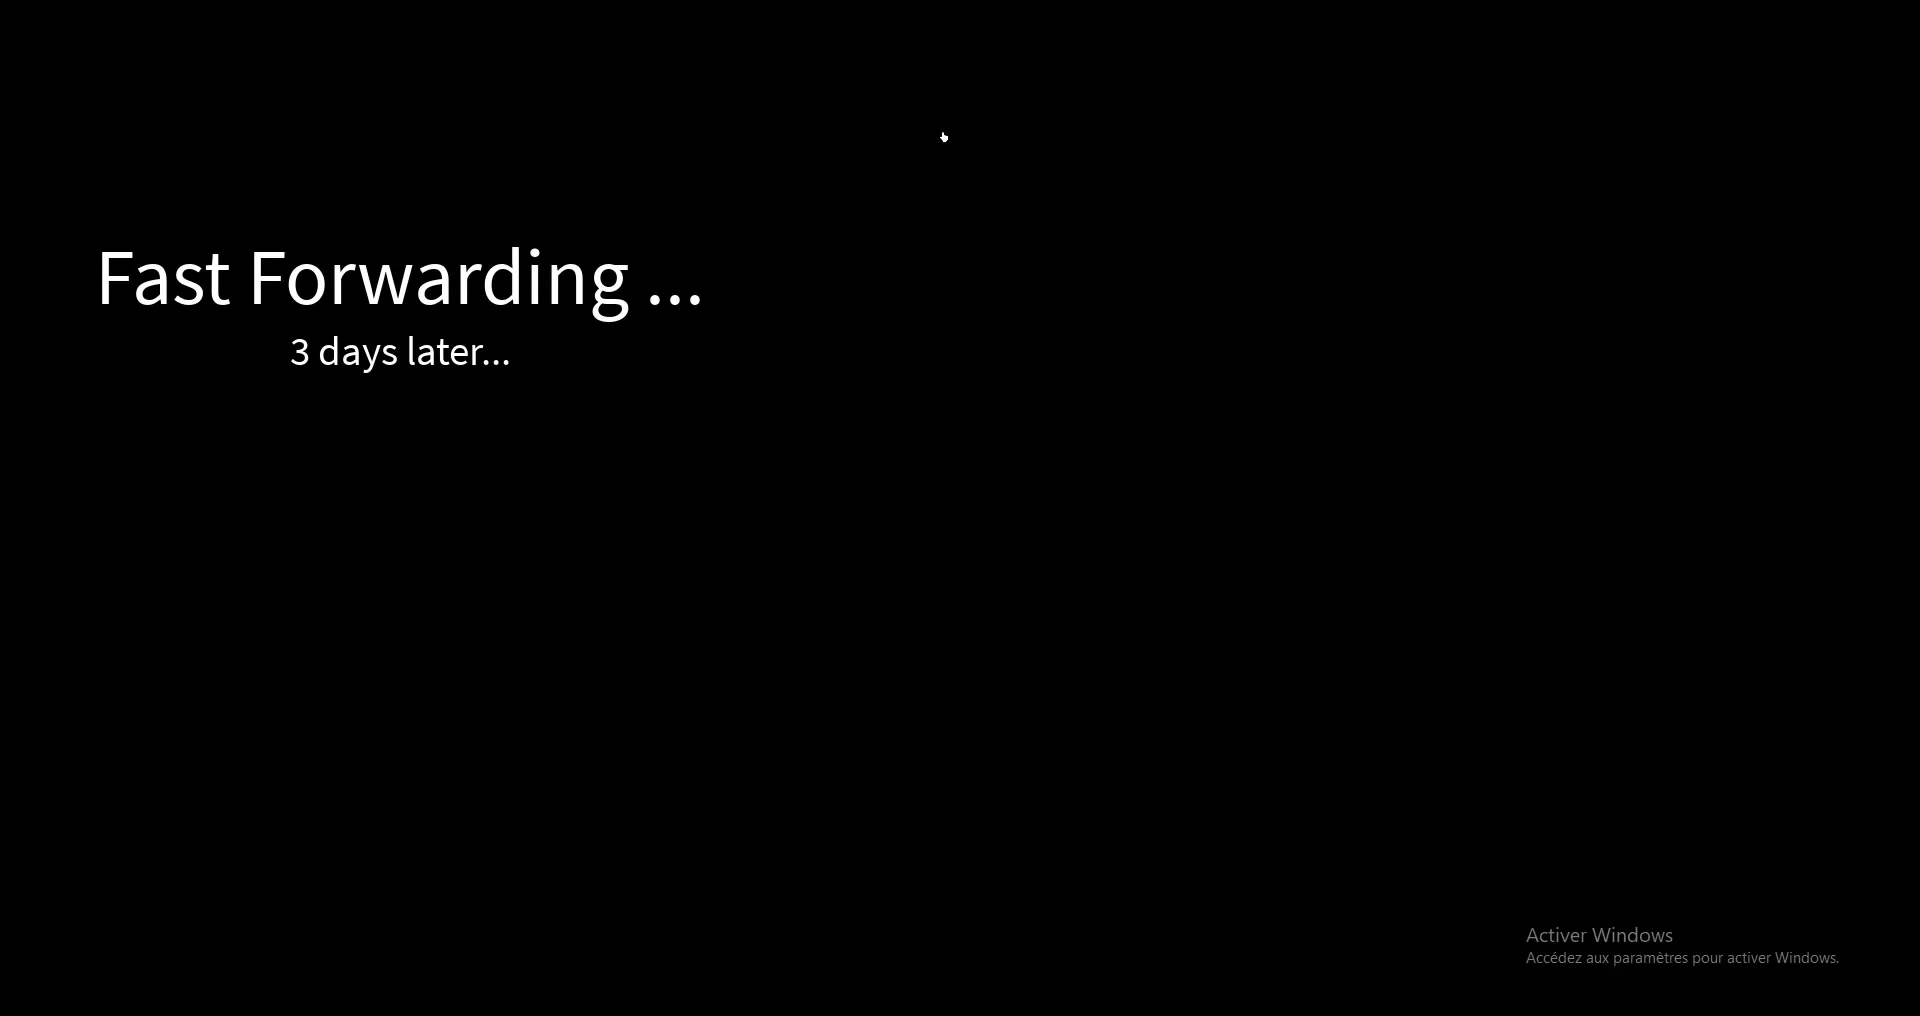 Fast Forwarding ...
3 days later...
Activer Windows
Accédez aux paramètres pour activer Windows.